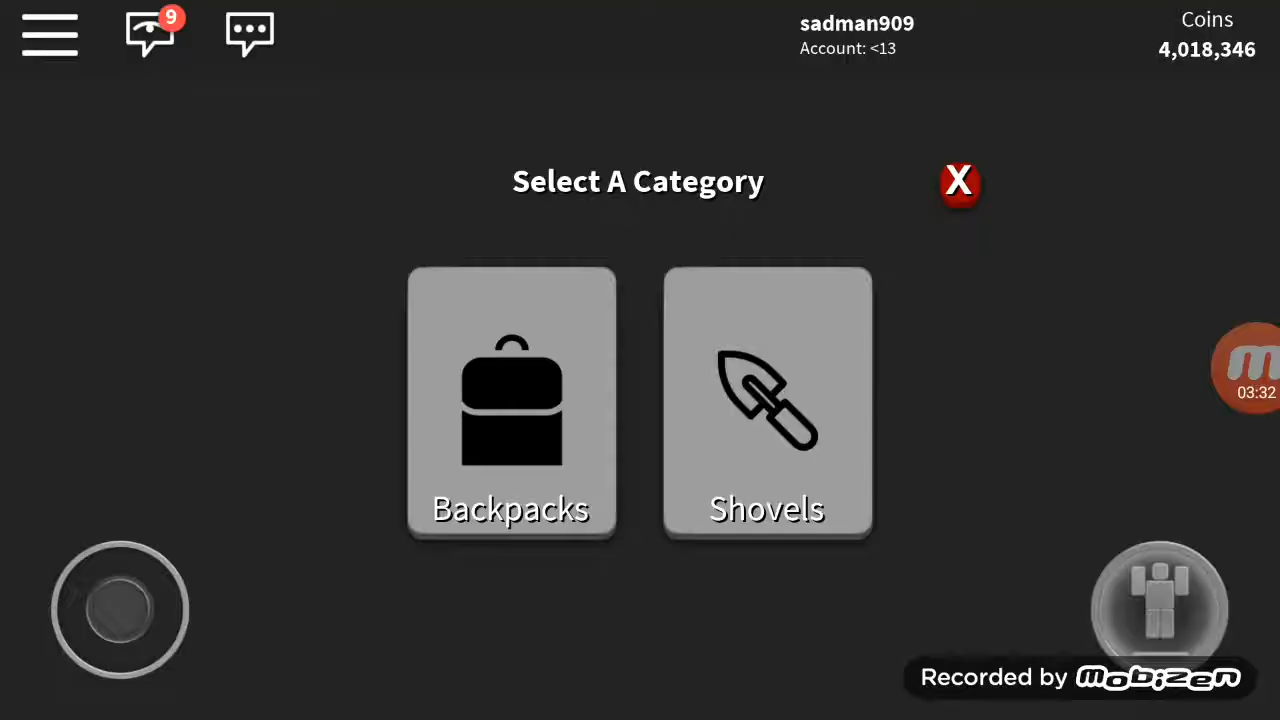 9
sadman909
Account: <13
Coins
4,018,346
Select A Category
X
Backpacks
Shovels
03:32
Recorded by mobizen